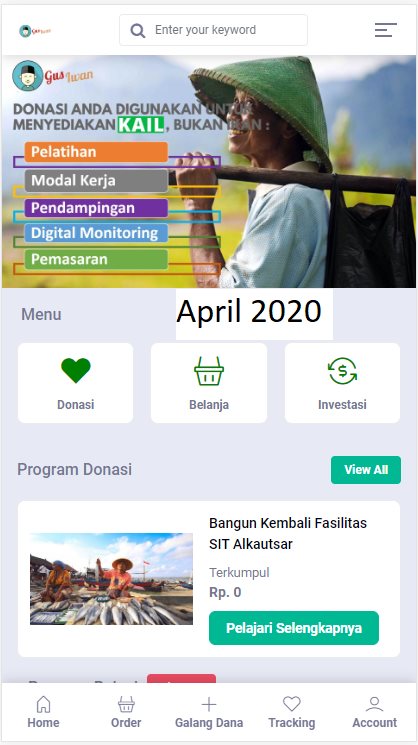 Gus Iwan
Enter your keyword
Gus Iwan
DONASI ANDA DIGUNAKAN UNTUK
MENYEDIAKAN KAIL, BUKAN IKAN :
Pelatihan
Modal Kerja
Pendampingan
Digital Monitoring
Pemasaran
Menu
April 2020
Donasi
Belanja
Investasi
Program Donasi
View All
Bangun Kembali Fasilitas
SIT Alkautsar
Terkumpul
Rp. 0
Pelajari Selengkapnya
Home
Order
Galang Dana
Tracking
Account